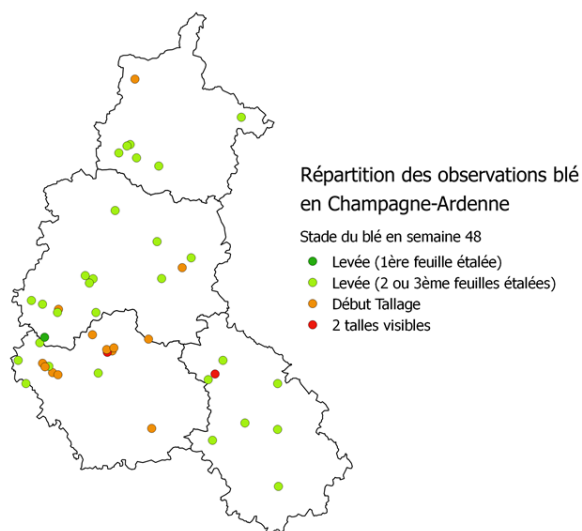 Répartition des observations blé
en Champagne-Ardenne
Stade du blé en semaine 48
Levée (1ère feuille étalée)
Levée (2 ou 3ème feuilles étalées)
Début Tallage
2 talles visibles